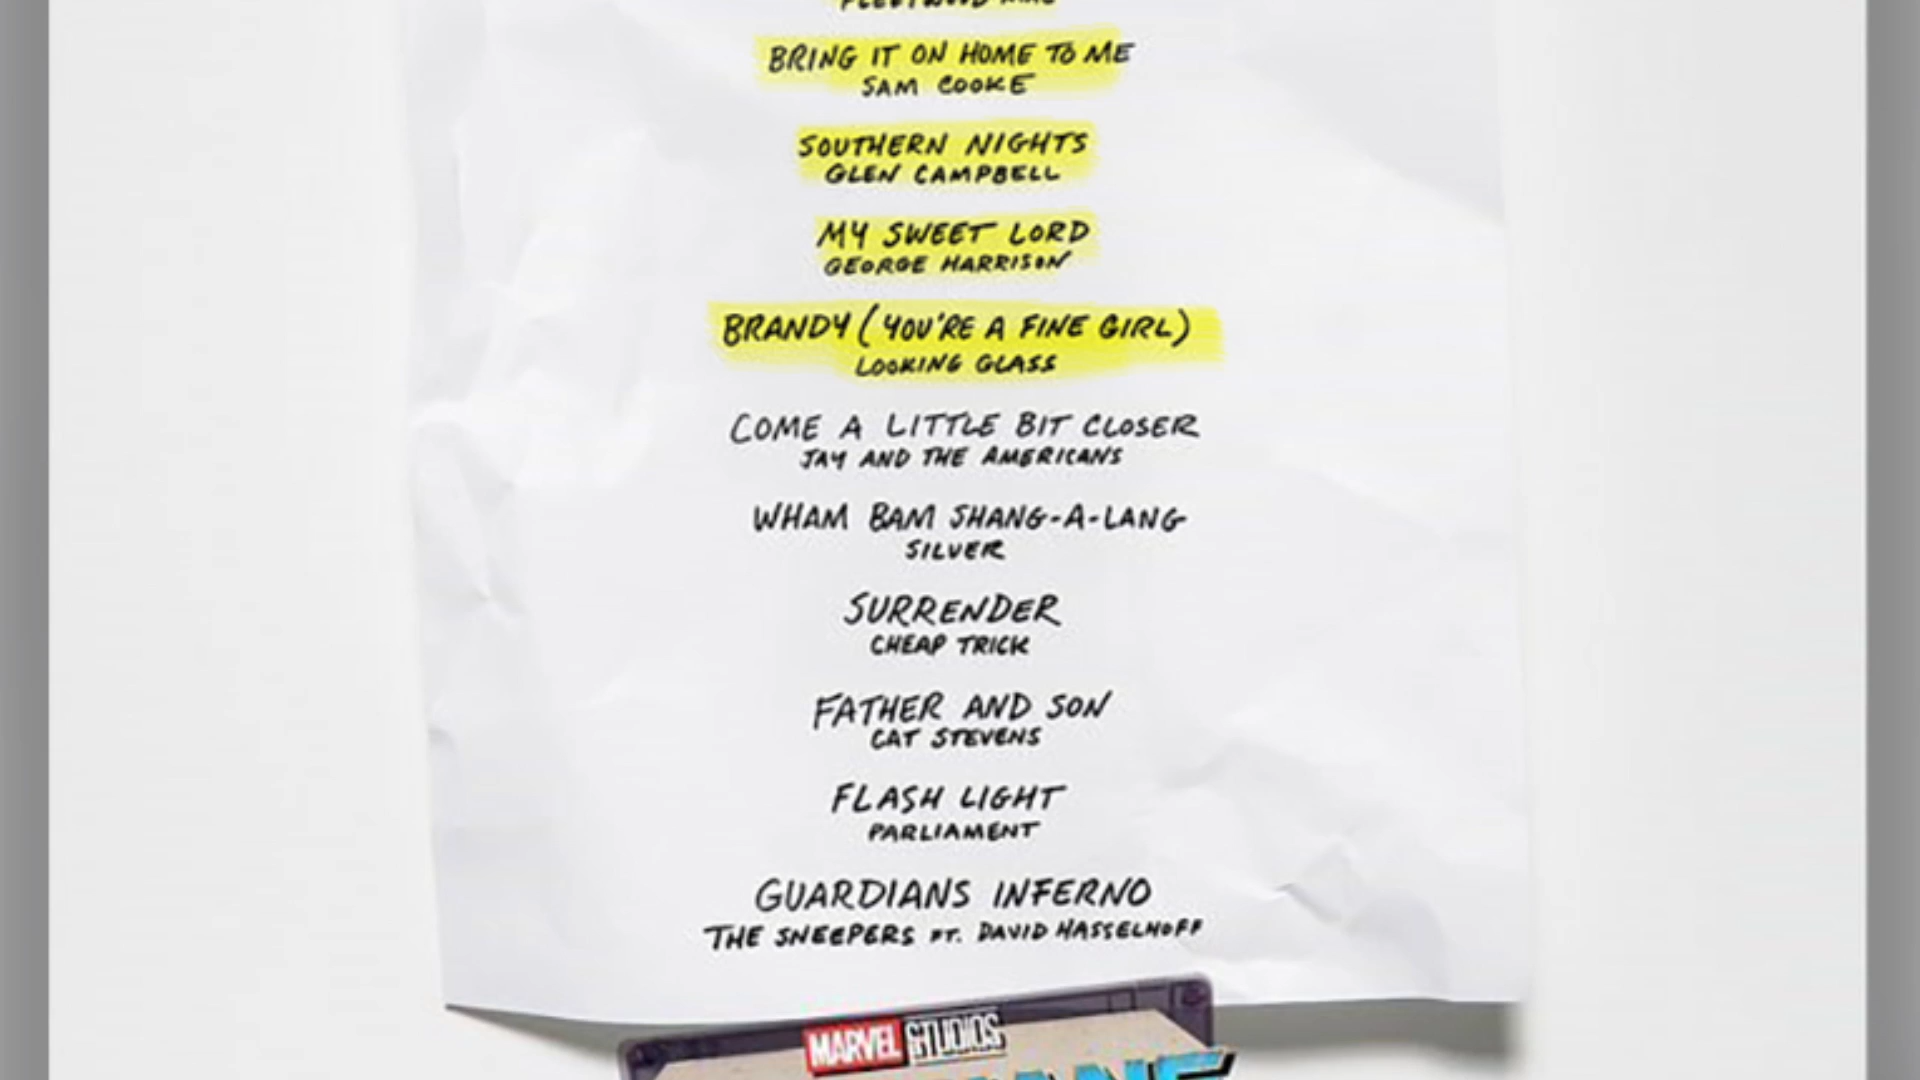 FLEETWOOD MAC
BRING IT ON HOME TO ME
SAM COOKE
SOUTHERN NIGHTS
GLEN CAMPBELL
MY SWEET LORD
GEORGE HARRISON
BRANDY (YOU'RE A FINE GIRL)
LOOKING GLASS
COME A LITTLE BIT CLOSER
JAY AND THE AMERICANS
WHAM BAM SHANG-A-LANG
SILVER
SURRENDER
CHEAP TRICK
FATHER AND SON
CAT STEVENS
FLASH LIGHT
PARLIAMENT
GUARDIANS INFERNO
THE SNEEPERS FT. DAVID HASSELHOFF
MARVEL STUDIOS